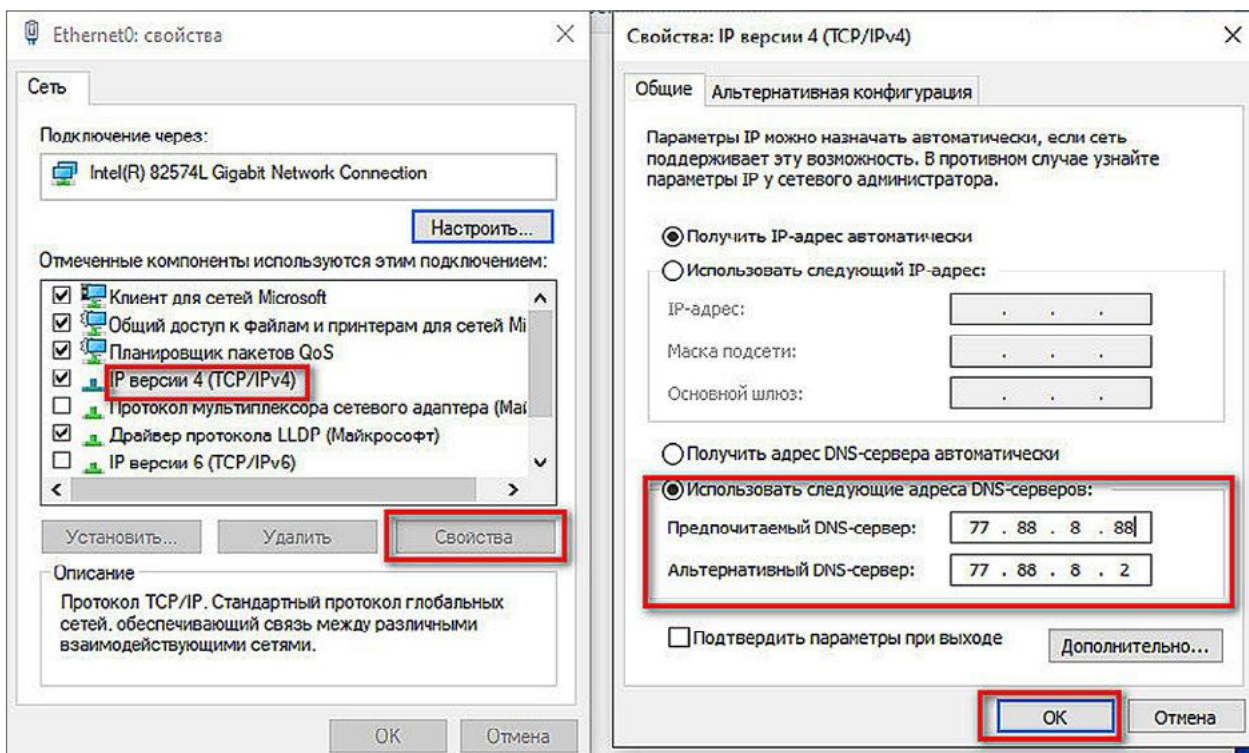 Ethernet0: свойства
Сеть
Подключение через:
Intel(R) 82574L Gigabit Network Connection
Настроить...
Отмеченные компоненты используются этим подключением:
Клиент для сетей Microsoft
Общий доступ к файлам и принтерам для сетей Mi
Планировщик пакетов QoS
IP версии 4 (TCP/IPv4)
Протокол мультиплексора сетевого адаптера (Май
Драйвер протокола LLDP (Майкрософт)
IP версии 6 (TCP/IPv6)
Установить...
Удалить
Свойства
Описание
Протокол TCP/IP. Стандартный протокол глобальных
сетей, обеспечивающий связь между различными
взаимодействующими сетями.
OK
Отмена
Свойства: IP версии 4 (TCP/IPv4)
Общие
Альтернативная конфигурация
Параметры IP можно назначать автоматически, если сеть
поддерживает эту возможность. В противном случае узнайте
параметры IP у сетевого администратора.
Получить IP-адрес автоматически
Использовать следующий IP-адрес:
IP-адрес:
. . .
Маска подсети:
. . .
Основной шлюз:
. . .
Получить адрес DNS-сервера автоматически
Использовать следующие адреса DNS-серверов:
Предпочитаемый DNS-сервер:
77 . 88 . 8 . 88
Альтернативный DNS-сервер:
77 . 88 . 8 . 2
Подтвердить параметры при выходе
Дополнительно...
OK
Отмена